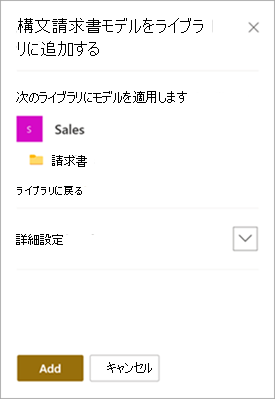 構文請求書モデルをライブラ
リに追加する
次のライブラリにモデルを適用します
S Sales
請求書
ライブラリに戻る
詳細設定
Add キャンセル